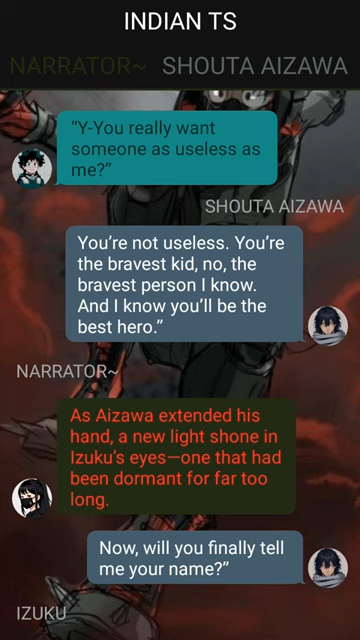 INDIAN TS
NARRATOR~ SHOUTA AIZAWA
“Y-You really want
someone as useless as
me?”
SHOUTA AIZAWA
You’re not useless. You’re
the bravest kid, no, the
bravest person I know.
And I know you’ll be the
best hero.”
NARRATOR~
As Aizawa extended his
hand, a new light shone in
Izuku’s eyes—one that had
been dormant for far too
long.
Now, will you finally tell
me your name?”
IZUKU